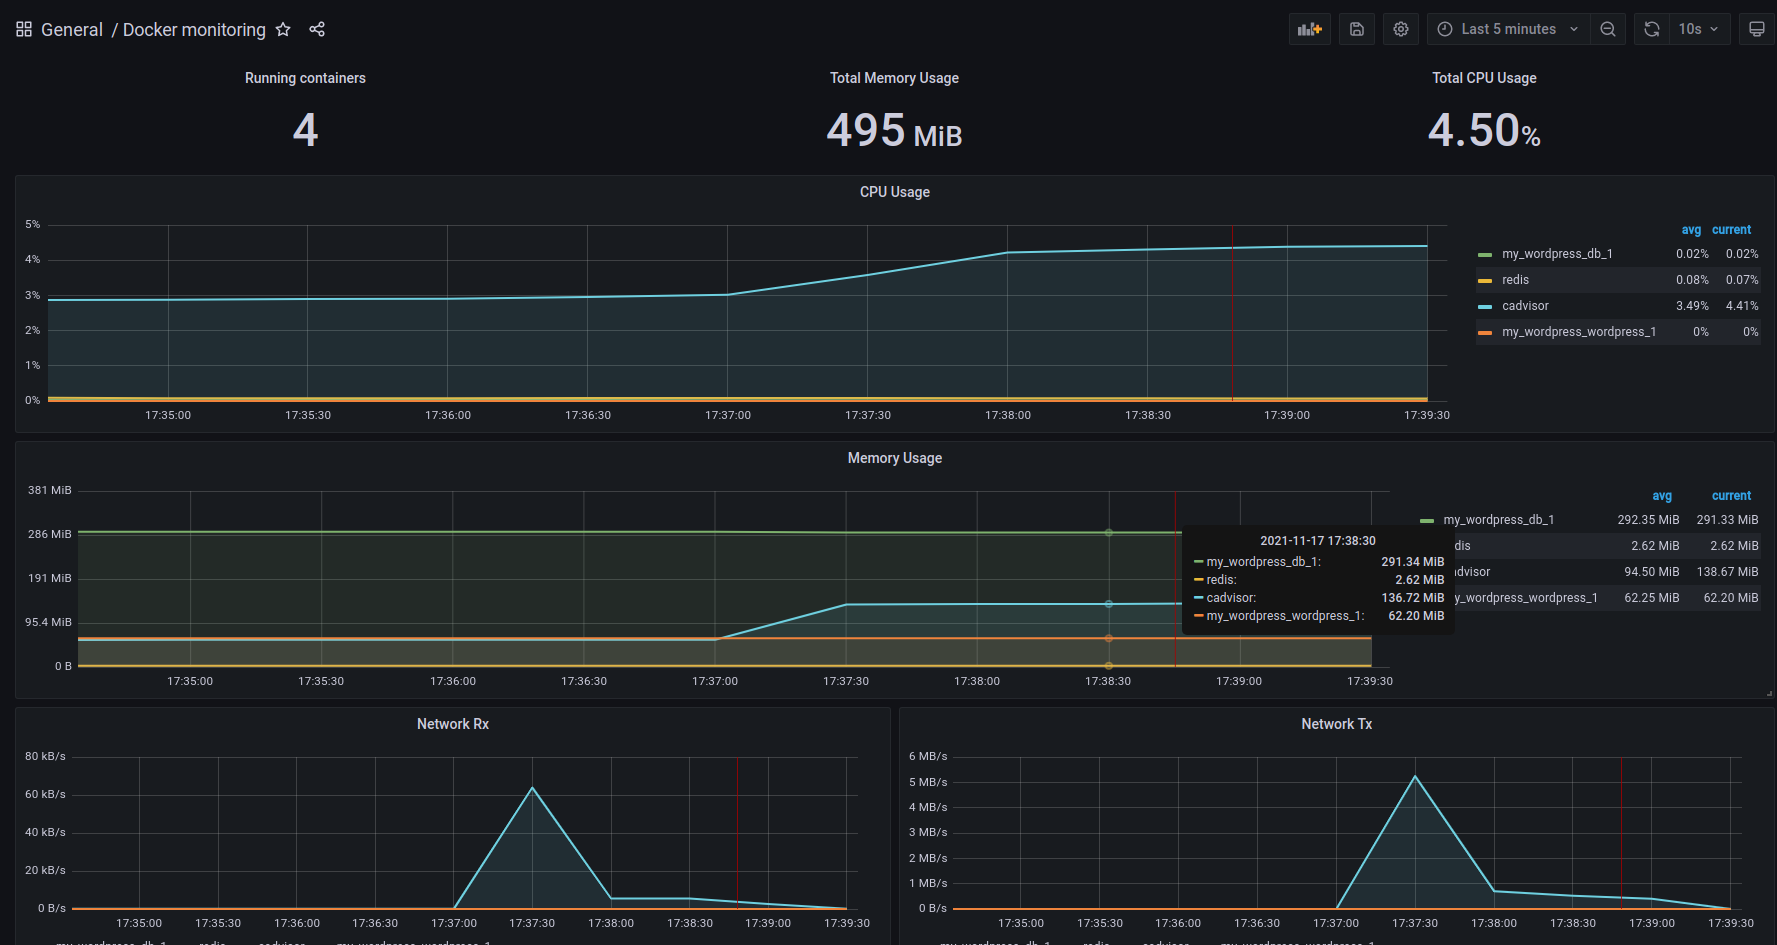 General / Docker monitoring
Last 5 minutes
10s
Running containers
4
Total Memory Usage
495 MiB
Total CPU Usage
4.50%
CPU Usage
5%
4%
3%
2%
1%
0%
17:35:00 17:35:30 17:36:00 17:36:30 17:37:00 17:37:30 17:38:00 17:38:30 17:39:00 17:39:30
avg current
my_wordpress_db_1 0.02% 0.02%
redis 0.08% 0.07%
cadvisor 3.49% 4.41%
my_wordpress_wordpress_1 0% 0%
Memory Usage
381 MiB
286 MiB
191 MiB
95.4 MiB
0 B
17:35:00 17:35:30 17:36:00 17:36:30 17:37:00 17:37:30 17:38:00 17:38:30 17:39:00 17:39:30
2021-11-17 17:38:30
my_wordpress_db_1: 291.34 MiB
redis: 2.62 MiB
cadvisor: 136.72 MiB
my_wordpress_wordpress_1: 62.20 MiB
avg current
my_wordpress_db_1 292.35 MiB 291.33 MiB
dis 2.62 MiB 2.62 MiB
dvisor 94.50 MiB 138.67 MiB
y_wordpress_wordpress_1 62.25 MiB 62.20 MiB
Network Rx
80 kB/s
60 kB/s
40 kB/s
20 kB/s
0 B/s
17:35:00 17:35:30 17:36:00 17:36:30 17:37:00 17:37:30 17:38:00 17:38:30 17:39:00 17:39:30
my_wordpress_db_1 redis cadvisor my_wordpress_wordpress_1
Network Tx
6 MB/s
5 MB/s
4 MB/s
3 MB/s
2 MB/s
1 MB/s
0 B/s
17:35:00 17:35:30 17:36:00 17:36:30 17:37:00 17:37:30 17:38:00 17:38:30 17:39:00 17:39:30
my_wordpress_db_1 redis cadvisor my_wordpress_wordpress_1